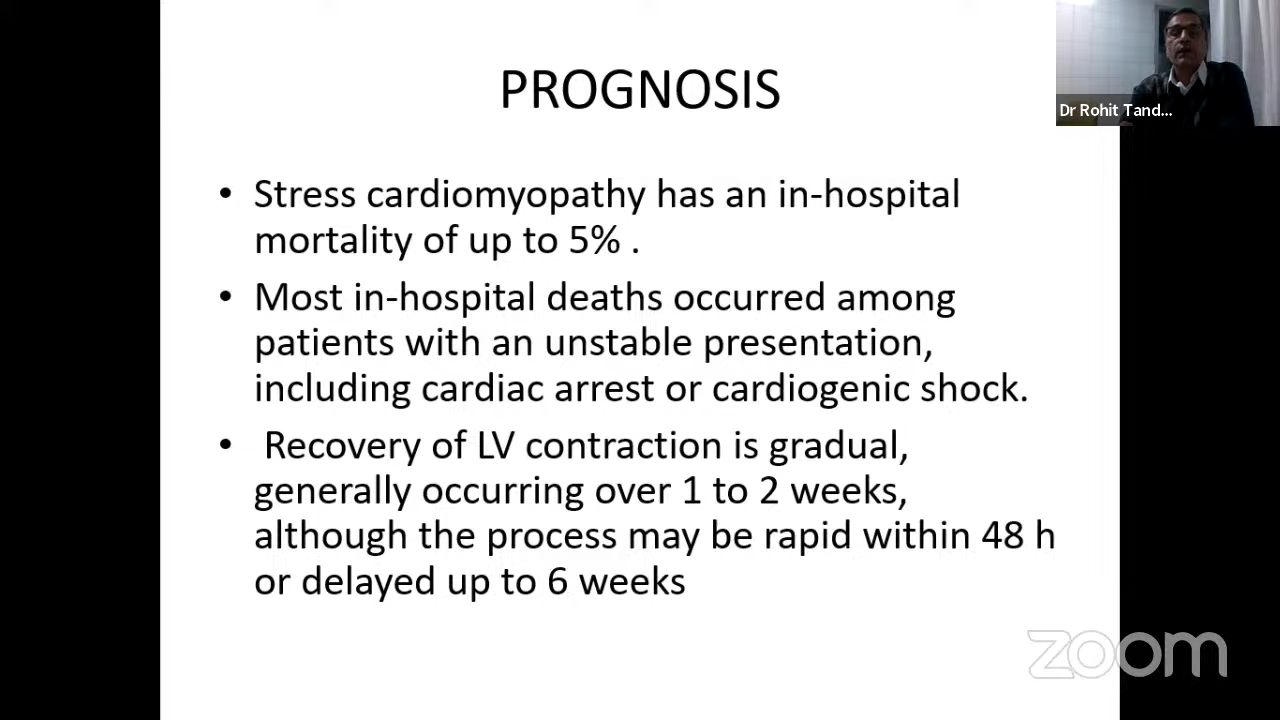 PROGNOSIS
Dr Rohit Tand...
• Stress cardiomyopathy has an in-hospital
mortality of up to 5% .
• Most in-hospital deaths occurred among
patients with an unstable presentation,
including cardiac arrest or cardiogenic shock.
• Recovery of LV contraction is gradual,
generally occurring over 1 to 2 weeks,
although the process may be rapid within 48 h
or delayed up to 6 weeks
zoom